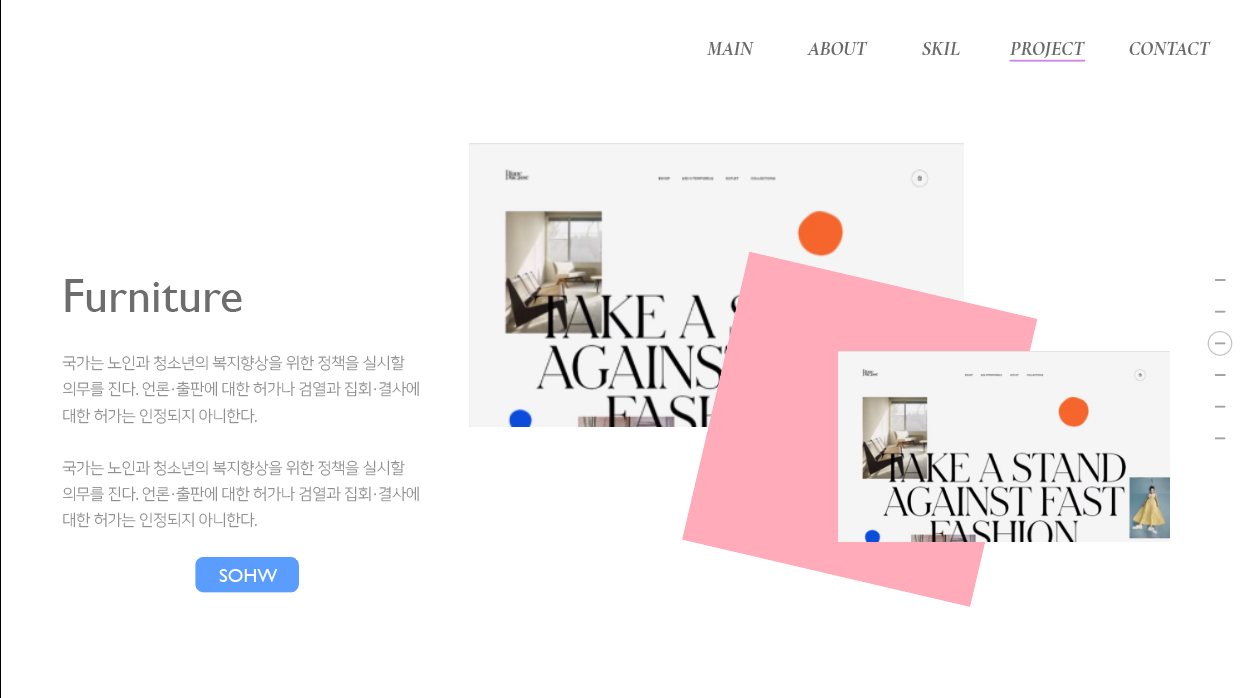 MAIN ABOUT SKIL PROJECT CONTACT
TAKE A S
AGAINS
FASH
Furniture
국가는 노인과 청소년의 복지향상을 위한 정책을 실시할
의무를 진다. 언론·출판에 대한 허가나 검열과 집회·결사에
대한 허가는 인정되지 아니한다.
국가는 노인과 청소년의 복지향상을 위한 정책을 실시할
의무를 진다. 언론·출판에 대한 허가나 검열과 집회·결사에
대한 허가는 인정되지 아니한다.
SOHW
TAKE A STAND
AGAINST FAST
FASHION